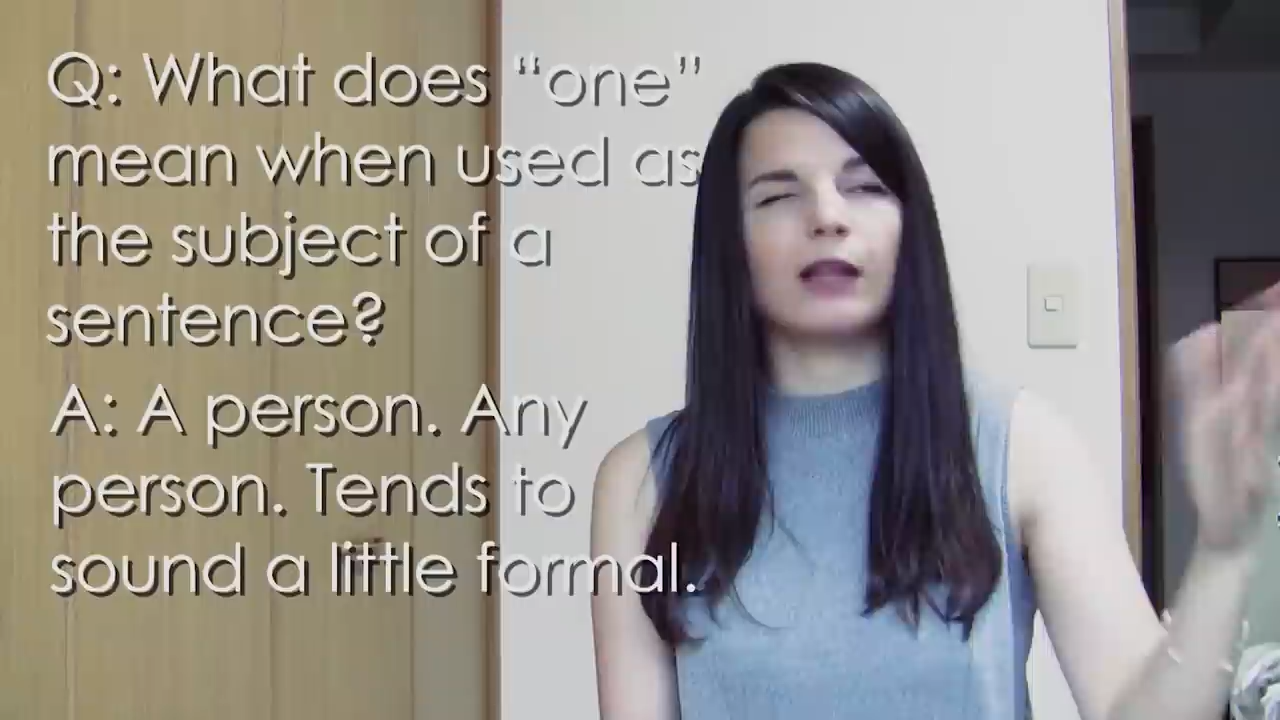 Q: What does “one”
mean when used as
the subject of a
sentence?
A: A person. Any
person. Tends to
sound a little formal.